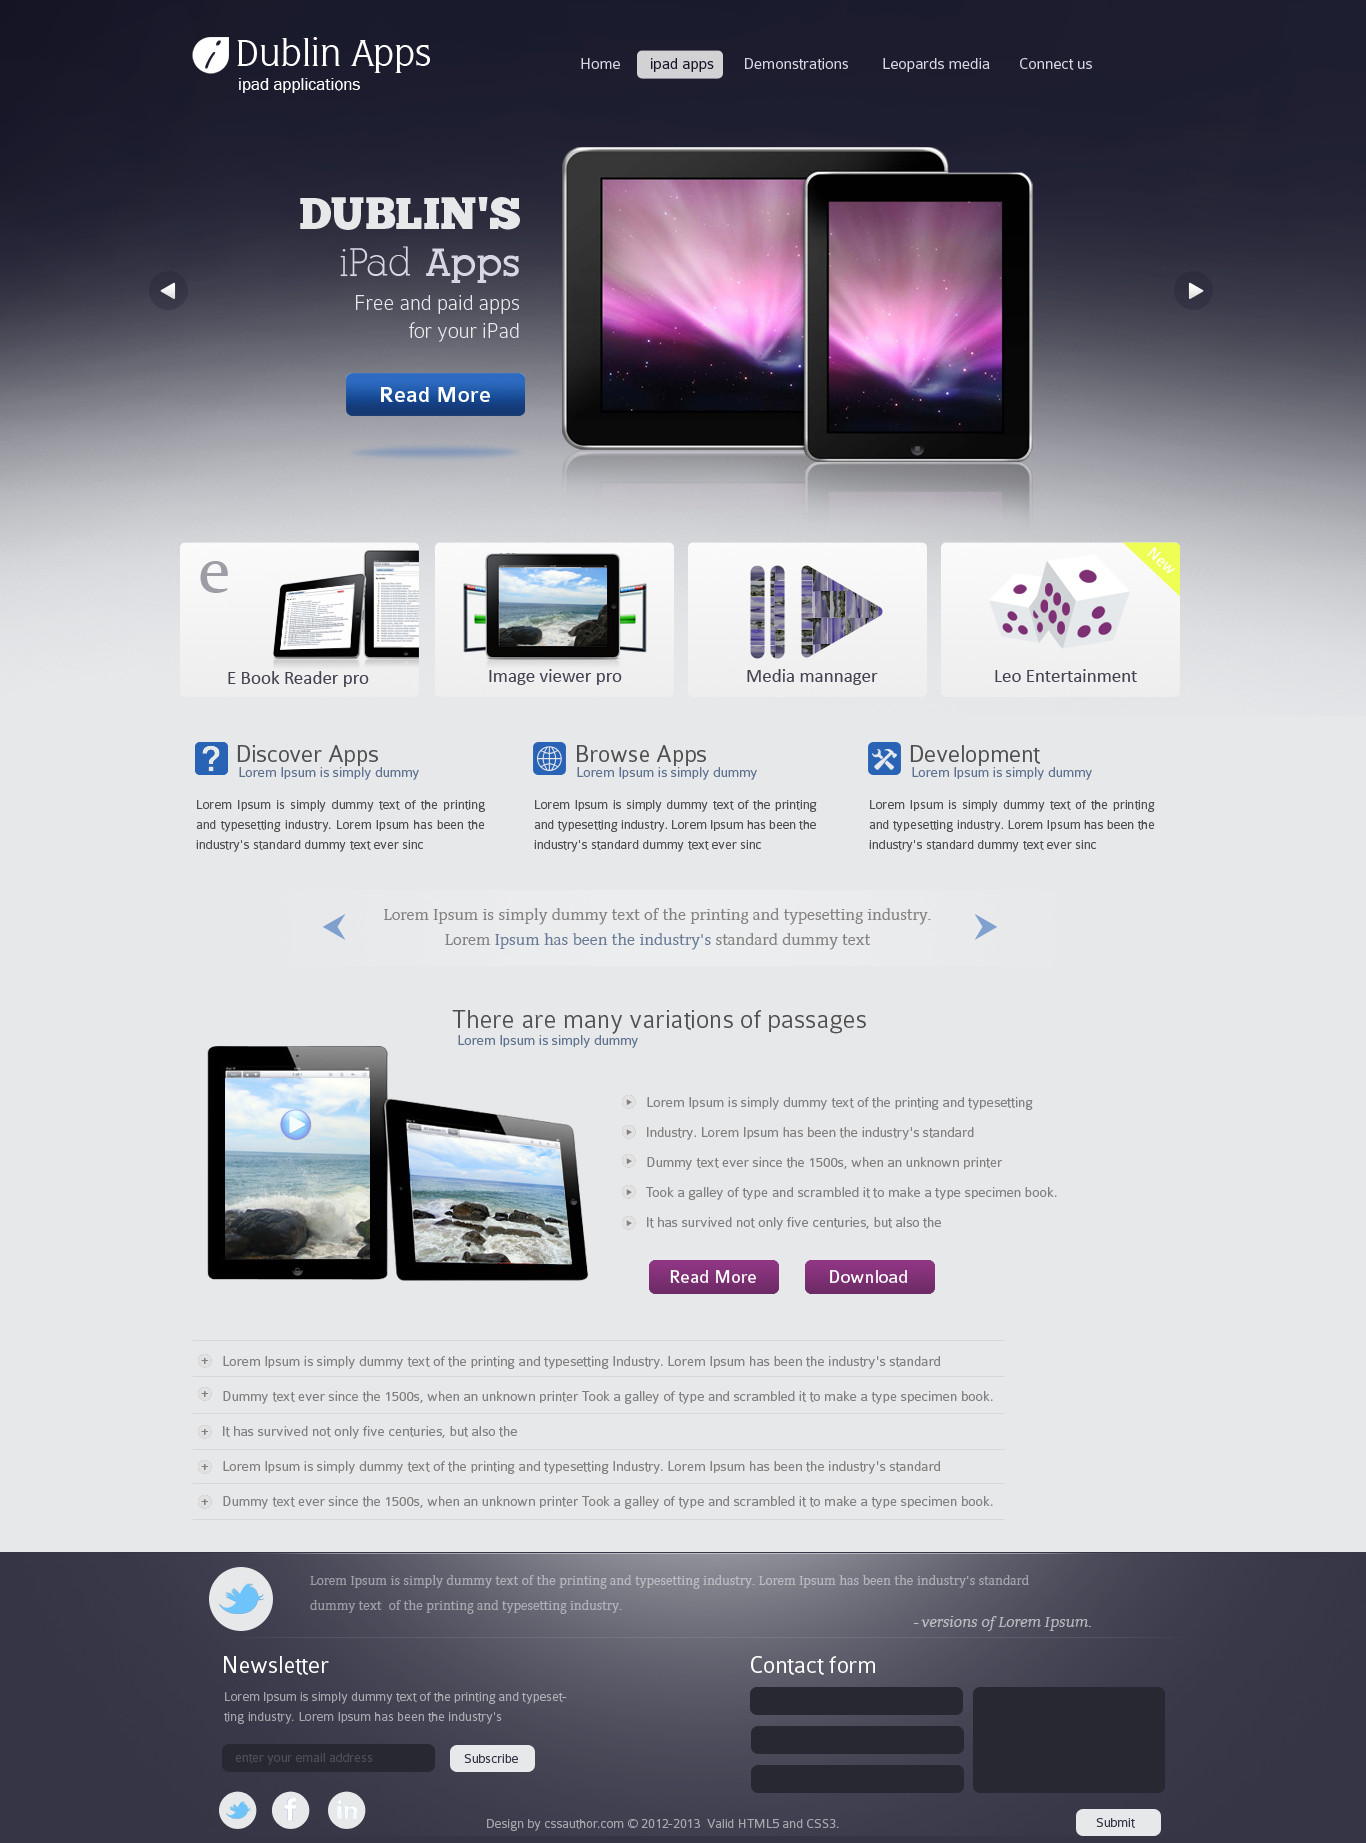 Dublin Apps
ipad applications
Home
ipad apps
Demonstrations
Leopards media
Connect us
DUBLIN'S
iPad Apps
Free and paid apps
for your iPad
Read More
e
E Book Reader pro
Image viewer pro
Media mannager
New
Leo Entertainment
Discover Apps
Lorem Ipsum is simply dummy
Lorem Ipsum is simply dummy text of the printing
and typesetting industry. Lorem Ipsum has been the
industry's standard dummy text ever sinc
Browse Apps
Lorem Ipsum is simply dummy
Lorem Ipsum is simply dummy text of the printing
and typesetting industry. Lorem Ipsum has been the
industry's standard dummy text ever sinc
Development
Lorem Ipsum is simply dummy
Lorem Ipsum is simply dummy text of the printing
and typesetting industry. Lorem Ipsum has been the
industry's standard dummy text ever sinc
Lorem Ipsum is simply dummy text of the printing and typesetting industry.
Lorem Ipsum has been the industry's standard dummy text
There are many variations of passages
Lorem Ipsum is simply dummy
Lorem Ipsum is simply dummy text of the printing and typesetting
Industry. Lorem Ipsum has been the industry's standard
Dummy text ever since the 1500s, when an unknown printer
Took a galley of type and scrambled it to make a type specimen book.
It has survived not only five centuries, but also the
Read More
Download
Lorem Ipsum is simply dummy text of the printing and typesetting Industry. Lorem Ipsum has been the industry's standard
Dummy text ever since the 1500s, when an unknown printer Took a galley of type and scrambled it to make a type specimen book.
It has survived not only five centuries, but also the
Lorem Ipsum is simply dummy text of the printing and typesetting Industry. Lorem Ipsum has been the industry's standard
Dummy text ever since the 1500s, when an unknown printer Took a galley of type and scrambled it to make a type specimen book.
Lorem Ipsum is simply dummy text of the printing and typesetting industry. Lorem Ipsum has been the industry's standard
dummy text of the printing and typesetting industry.
- versions of Lorem Ipsum.
Newsletter
Lorem Ipsum is simply dummy text of the printing and typeset-
ting industry. Lorem Ipsum has been the industry's
enter your email address
Subscribe
Contact form
Submit
f
in
Design by cssauthor.com © 2012-2013 Valid HTML5 and CSS3.